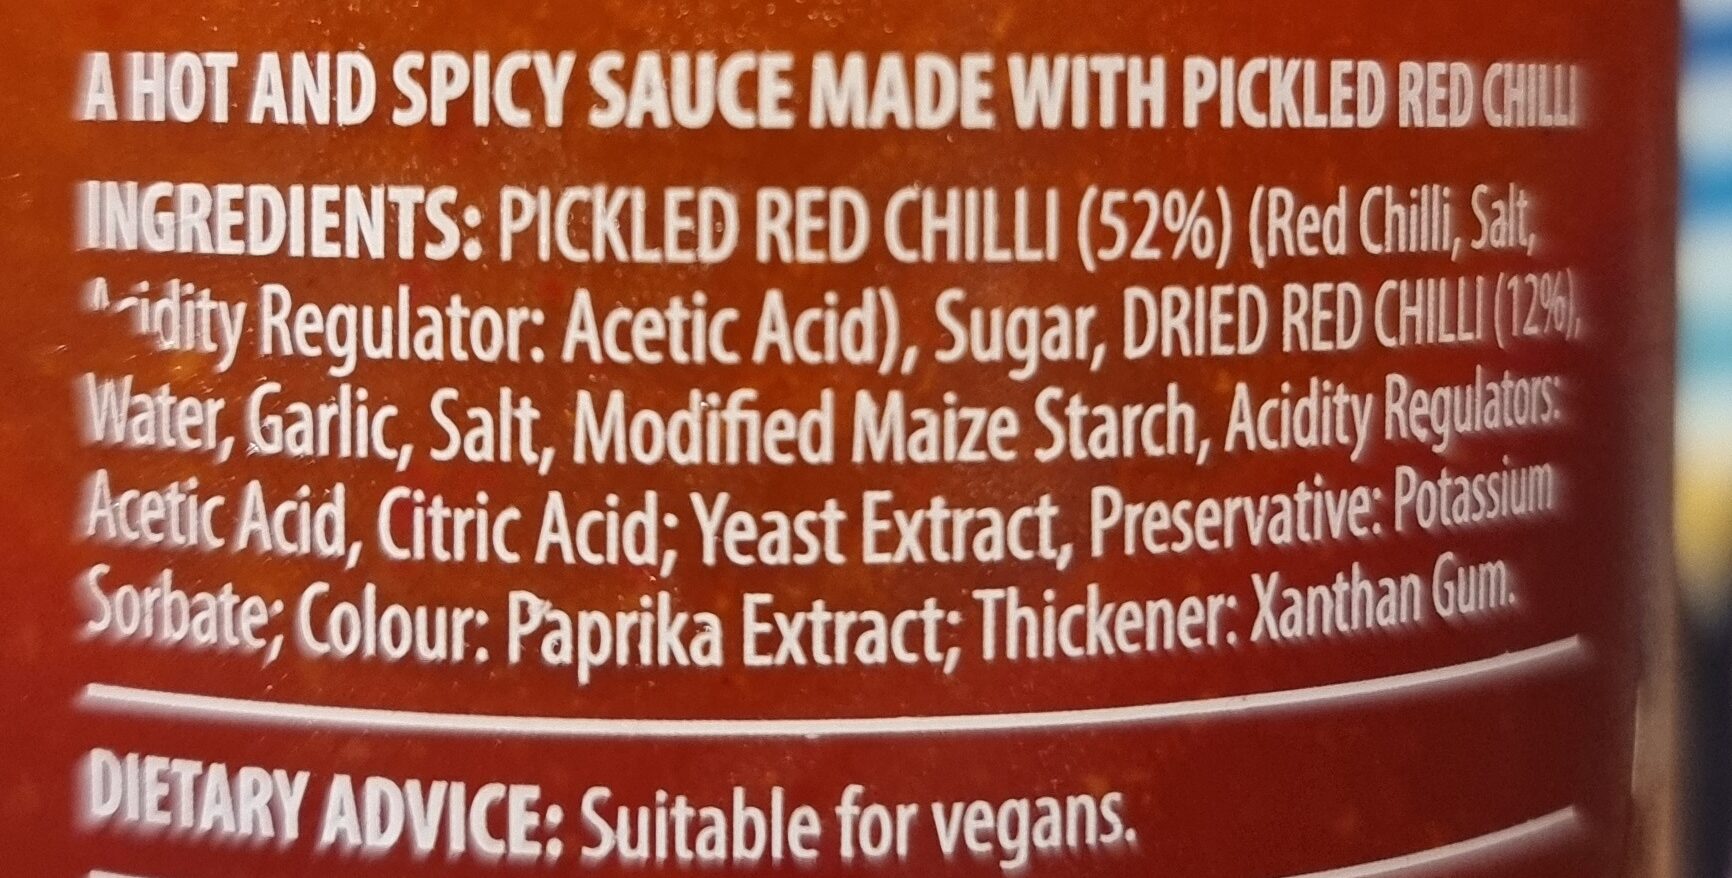 A HOT AND SPICY SAUCE MADE WITH PICKLED RED CHILLI
INGREDIENTS: PICKLED RED CHILLI (52%) (Red Chilli, Salt,
Acidity Regulator: Acetic Acid), Sugar, DRIED RED CHILLI (12%),
Water, Garlic, Salt, Modified Maize Starch, Acidity Regulators:
Acetic Acid, Citric Acid; Yeast Extract, Preservative: Potassium
Sorbate; Colour: Paprika Extract; Thickener: Xanthan Gum.
DIETARY ADVICE: Suitable for vegans.